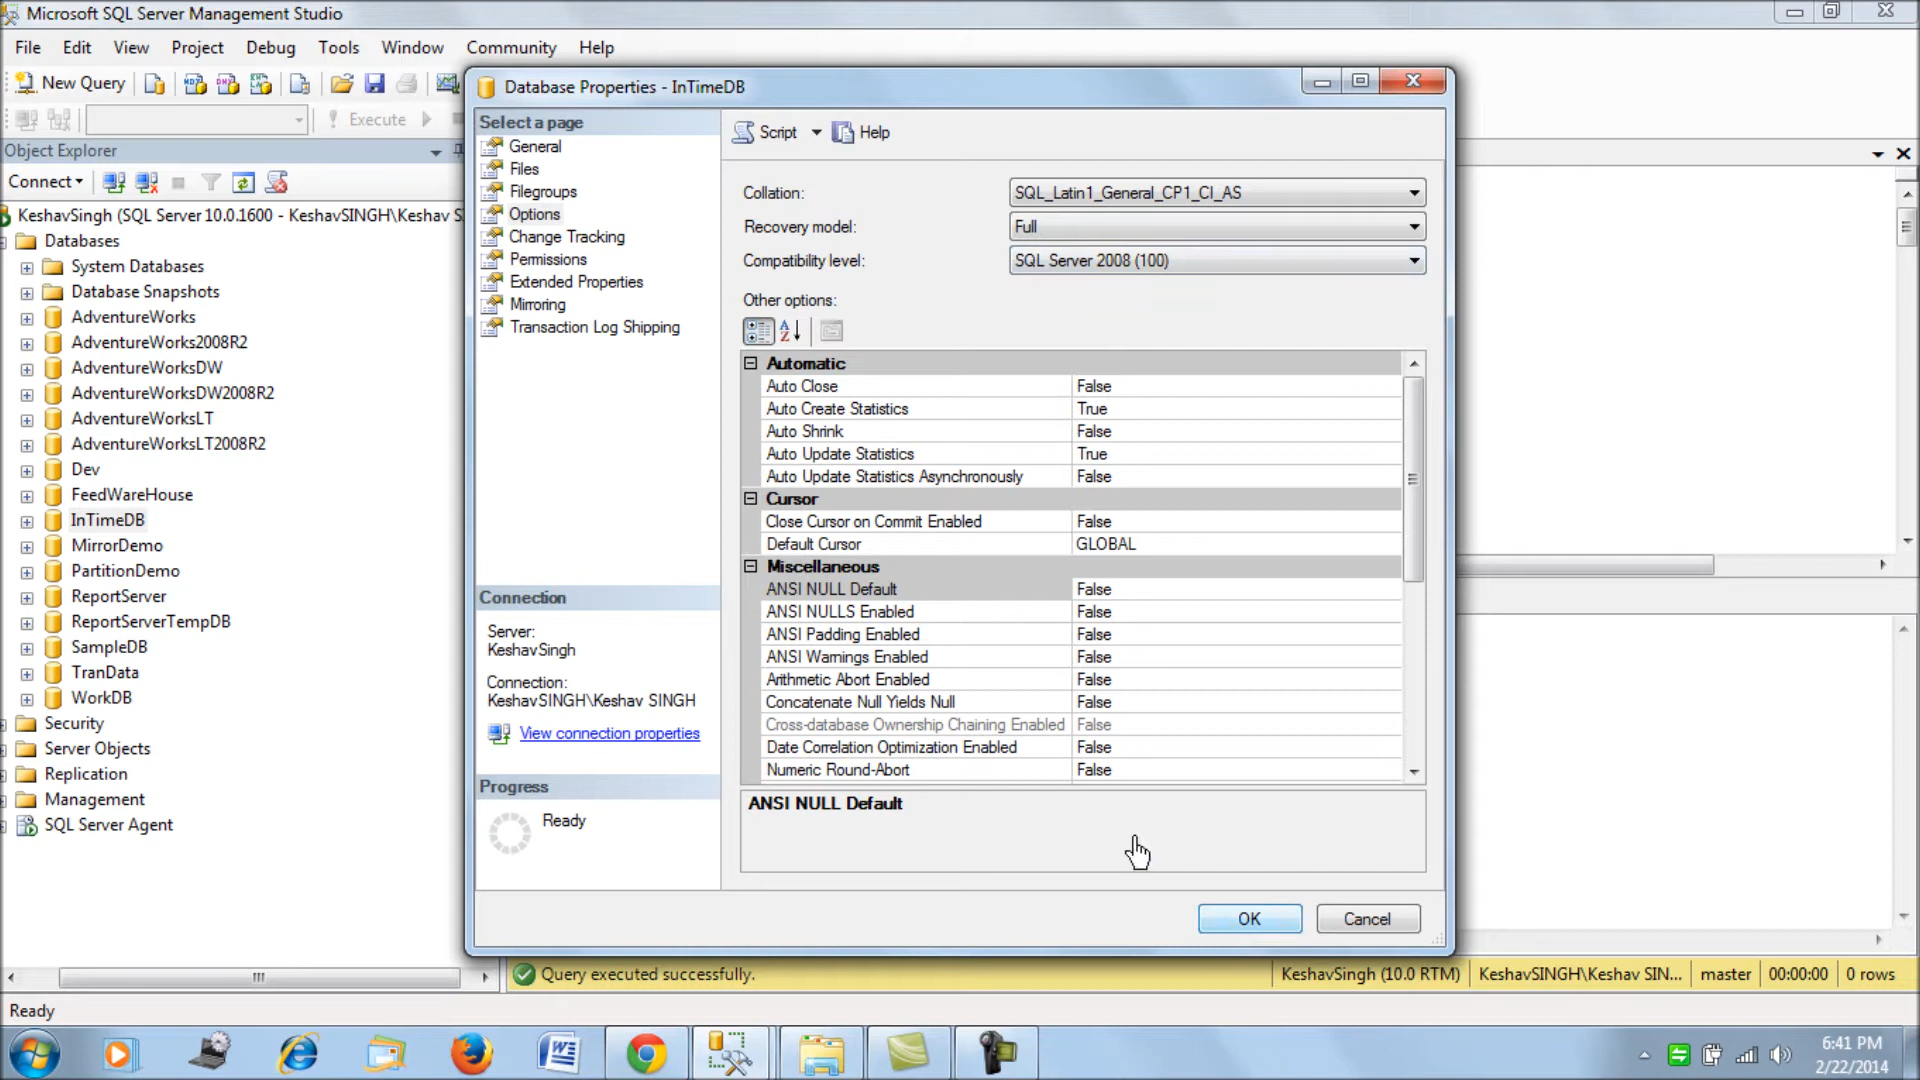 Microsoft SQL Server Management Studio
File Edit View Project Debug Tools Window Community Help
New Query
Execute
Object Explorer
Connect
KeshavSingh (SQL Server 10.0.1600 - KeshavSINGH\Keshav S
Databases
System Databases
Database Snapshots
AdventureWorks
AdventureWorks2008R2
AdventureWorksDW
AdventureWorksDW2008R2
AdventureWorksLT
AdventureWorksLT2008R2
Dev
FeedWareHouse
InTimeDB
MirrorDemo
PartitionDemo
ReportServer
ReportServerTempDB
SampleDB
TranData
WorkDB
Security
Server Objects
Replication
Management
SQL Server Agent
Database Properties - InTimeDB
Select a page
General
Files
Filegroups
Options
Change Tracking
Permissions
Extended Properties
Mirroring
Transaction Log Shipping
Connection
Server:
KeshavSingh
Connection:
KeshavSINGH\Keshav SINGH
View connection properties
Progress
Ready
Script Help
Collation: SQL_Latin1_General_CP1_CI_AS
Recovery model: Full
Compatibility level: SQL Server 2008 (100)
Other options:
Automatic
Auto Close False
Auto Create Statistics True
Auto Shrink False
Auto Update Statistics True
Auto Update Statistics Asynchronously False
Cursor
Close Cursor on Commit Enabled False
Default Cursor GLOBAL
Miscellaneous
ANSI NULL Default False
ANSI NULLS Enabled False
ANSI Padding Enabled False
ANSI Warnings Enabled False
Arithmetic Abort Enabled False
Concatenate Null Yields Null False
Cross-database Ownership Chaining Enabled False
Date Correlation Optimization Enabled False
Numeric Round-Abort False
ANSI NULL Default
OK Cancel
Query executed successfully. KeshavSingh (10.0 RTM) KeshavSINGH\Keshav SIN... master 00:00:00 0 rows
Ready
6:41 PM
2/22/2014